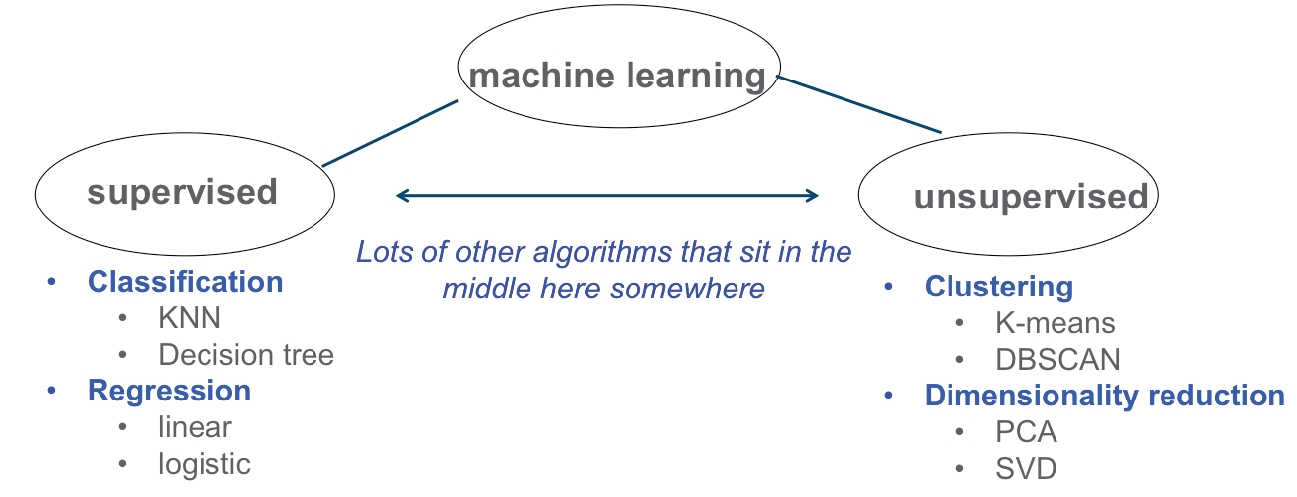 machine learning
supervised
unsupervised
Lots of other algorithms that sit in the
middle here somewhere
• Classification
• KNN
• Decision tree
• Regression
• linear
• logistic
• Clustering
• K-means
• DBSCAN
• Dimensionality reduction
• PCA
• SVD